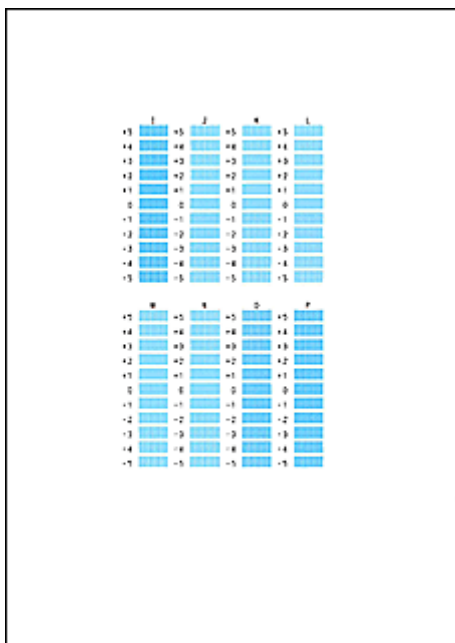 I J K L
+5 +5 +5 +5
+4 +4 +4 +4
+3 +3 +3 +3
+2 +2 +2 +2
+1 +1 +1 +1
0 0 0 0
-1 -1 -1 -1
-2 -2 -2 -2
-3 -3 -3 -3
-4 -4 -4 -4
-5 -5 -5 -5
M N O P
+5 +5 +5 +5
+4 +4 +4 +4
+3 +3 +3 +3
+2 +2 +2 +2
+1 +1 +1 +1
0 0 0 0
-1 -1 -1 -1
-2 -2 -2 -2
-3 -3 -3 -3
-4 -4 -4 -4
-5 -5 -5 -5